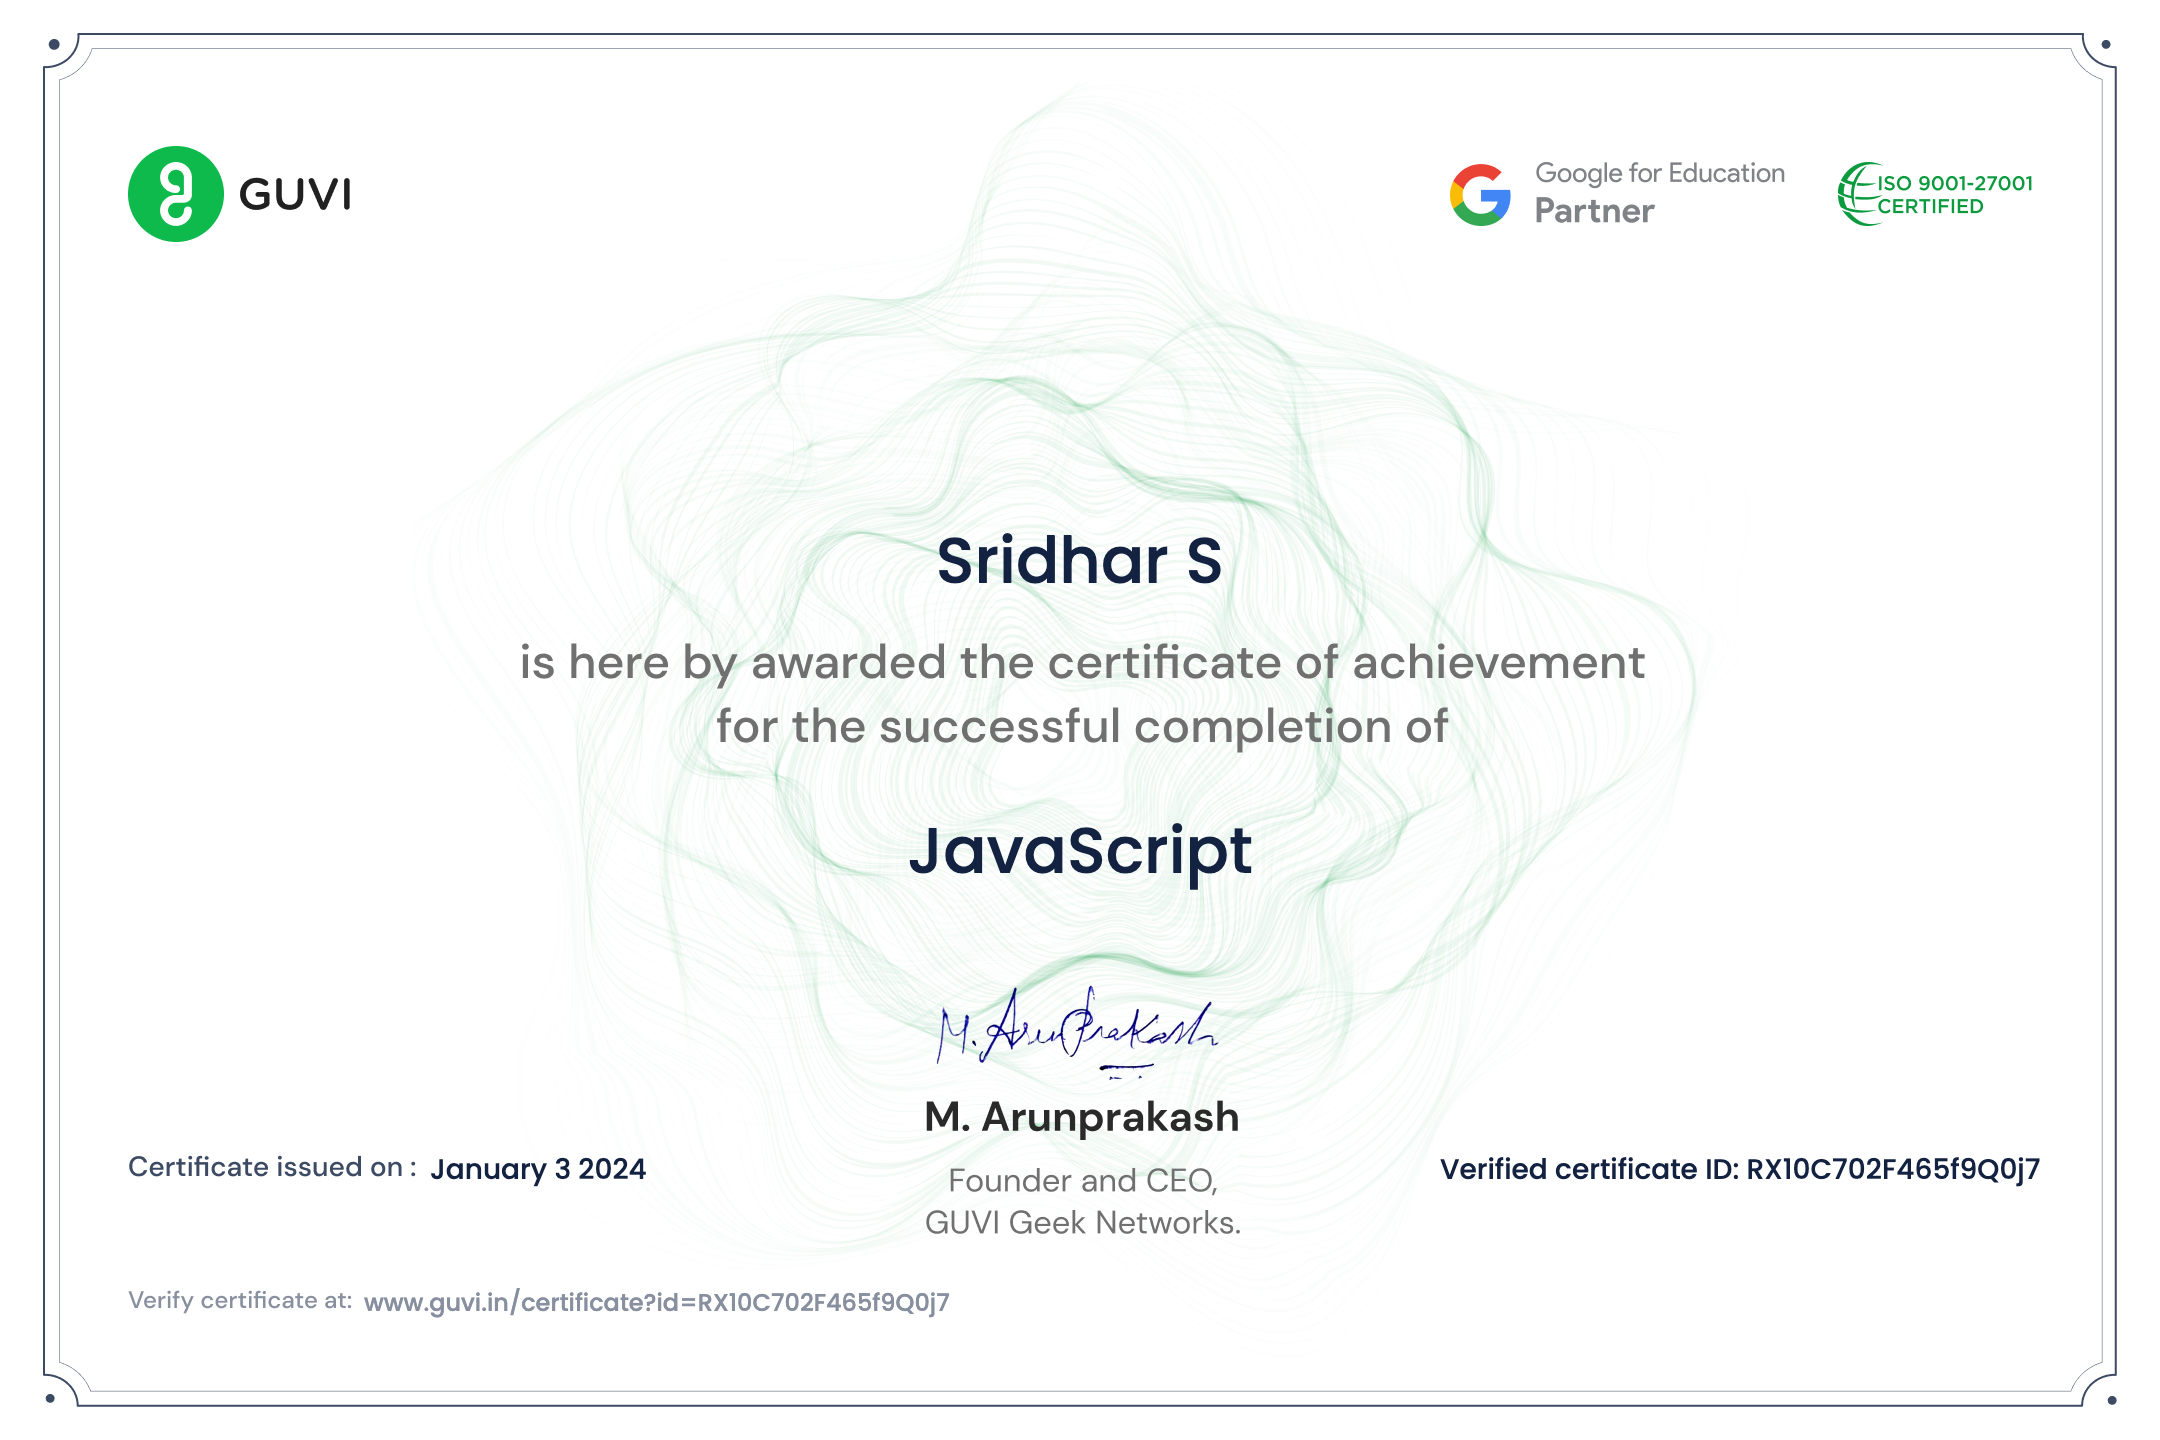 GUVI
Google for Education
Partner
ISO 9001-27001
CERTIFIED
Sridhar S
is here by awarded the certificate of achievement
for the successful completion of
JavaScript
M. ArunPrakash
M. Arunprakash
Founder and CEO,
GUVI Geek Networks.
Certificate issued on : January 3 2024
Verified certificate ID: RX10C702F465f9Q0j7
Verify certificate at: www.guvi.in/certificate?id=RX10C702F465f9Q0j7